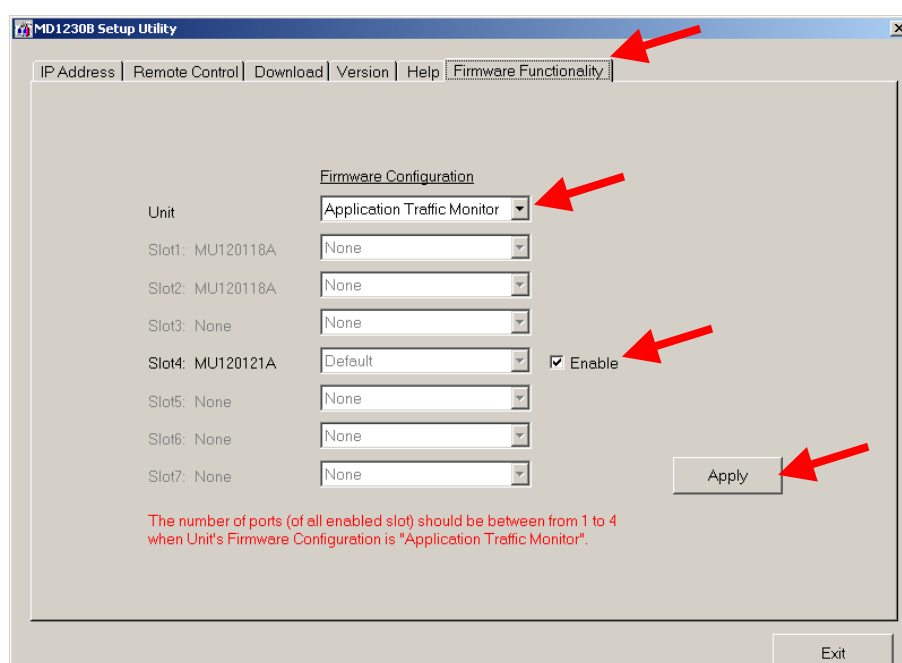 MD1230B Setup Utility
IP Address Remote Control Download Version Help Firmware Functionality
Firmware Configuration
Unit Application Traffic Monitor
Slot1: MU120118A None
Slot2: MU120118A None
Slot3: None None
Slot4: MU120121A Default Enable
Slot5: None None
Slot6: None None
Slot7: None None
Apply
The number of ports (of all enabled slot) should be between from 1 to 4
when Unit's Firmware Configuration is "Application Traffic Monitor".
Exit